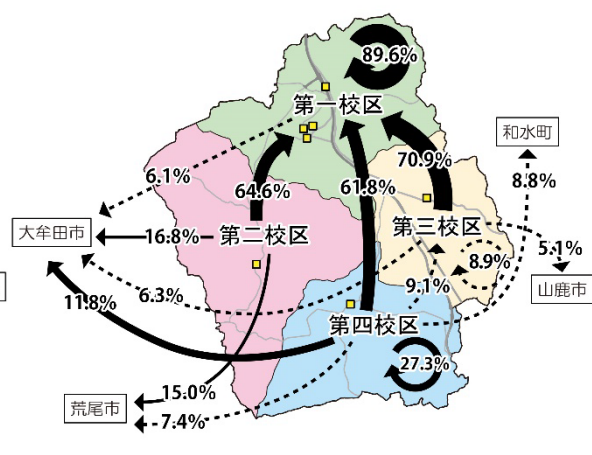 89.6%
第一校区
和水町
70.9%
6.1%
64.6%
61.8%
8.8%
大牟田市
16.8%
第二校区
第三校区
5.1%
8.9%
山鹿市
11.8%
6.3%
9.1%
第四校区
27.3%
15.0%
荒尾市
7.4%